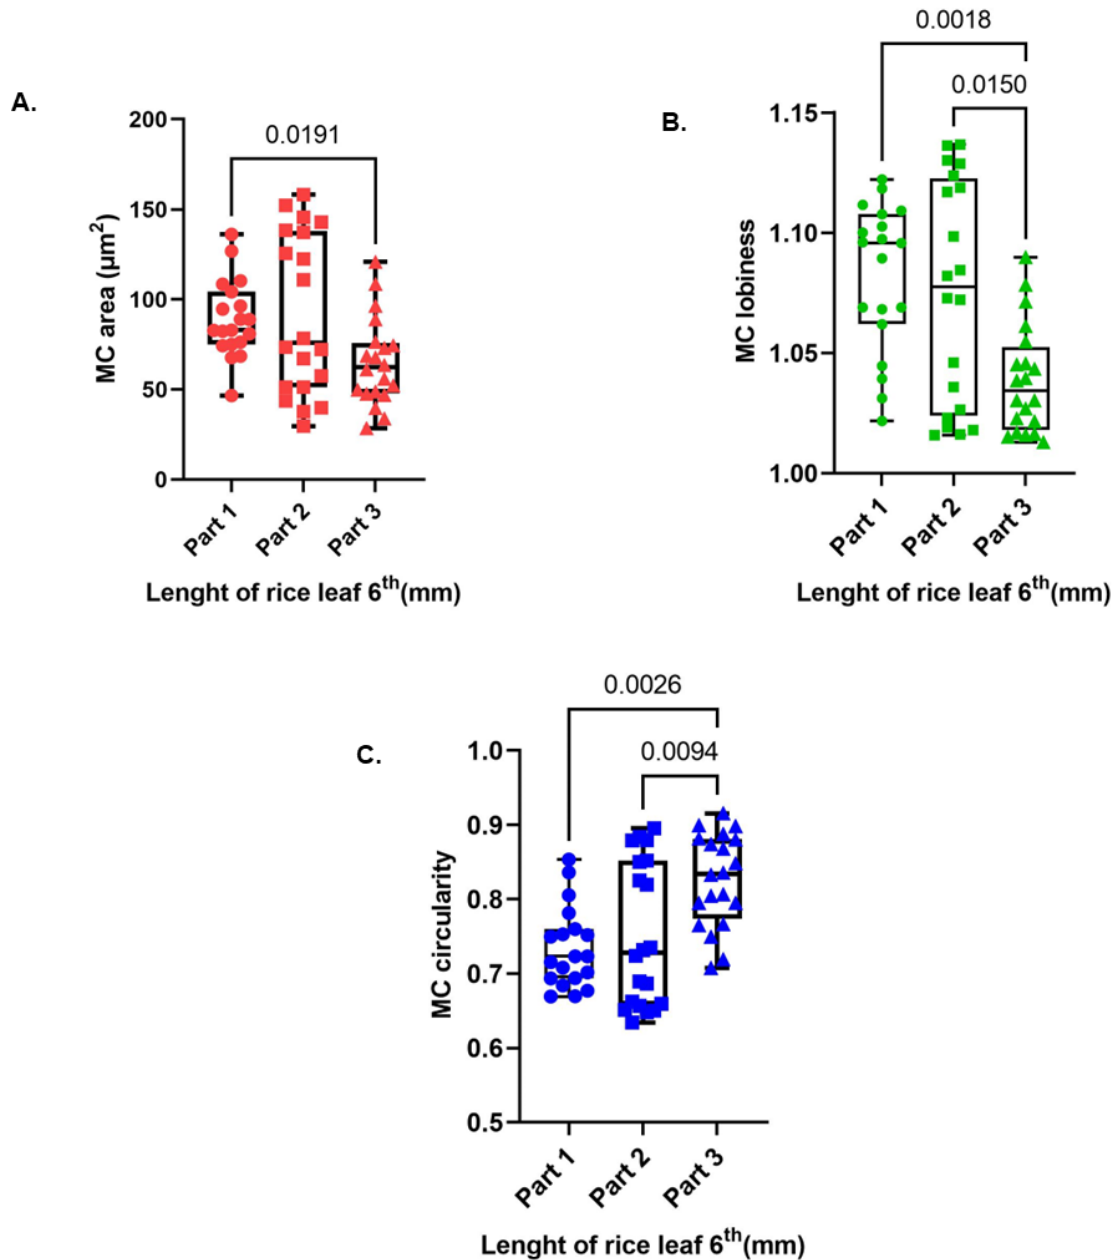 A.
0.0191
200
150
100
50
0
MC area (µm²)
Part 1
Part 2
Part 3
Lenght of rice leaf 6th(mm)
B.
0.0018
0.0150
1.15
1.10
1.05
1.00
MC lobiness
Part 1
Part 2
Part 3
Lenght of rice leaf 6th(mm)
C.
0.0026
0.0094
1.0
0.9
0.8
0.7
0.6
0.5
MC circularity
Part 1
Part 2
Part 3
Lenght of rice leaf 6th(mm)